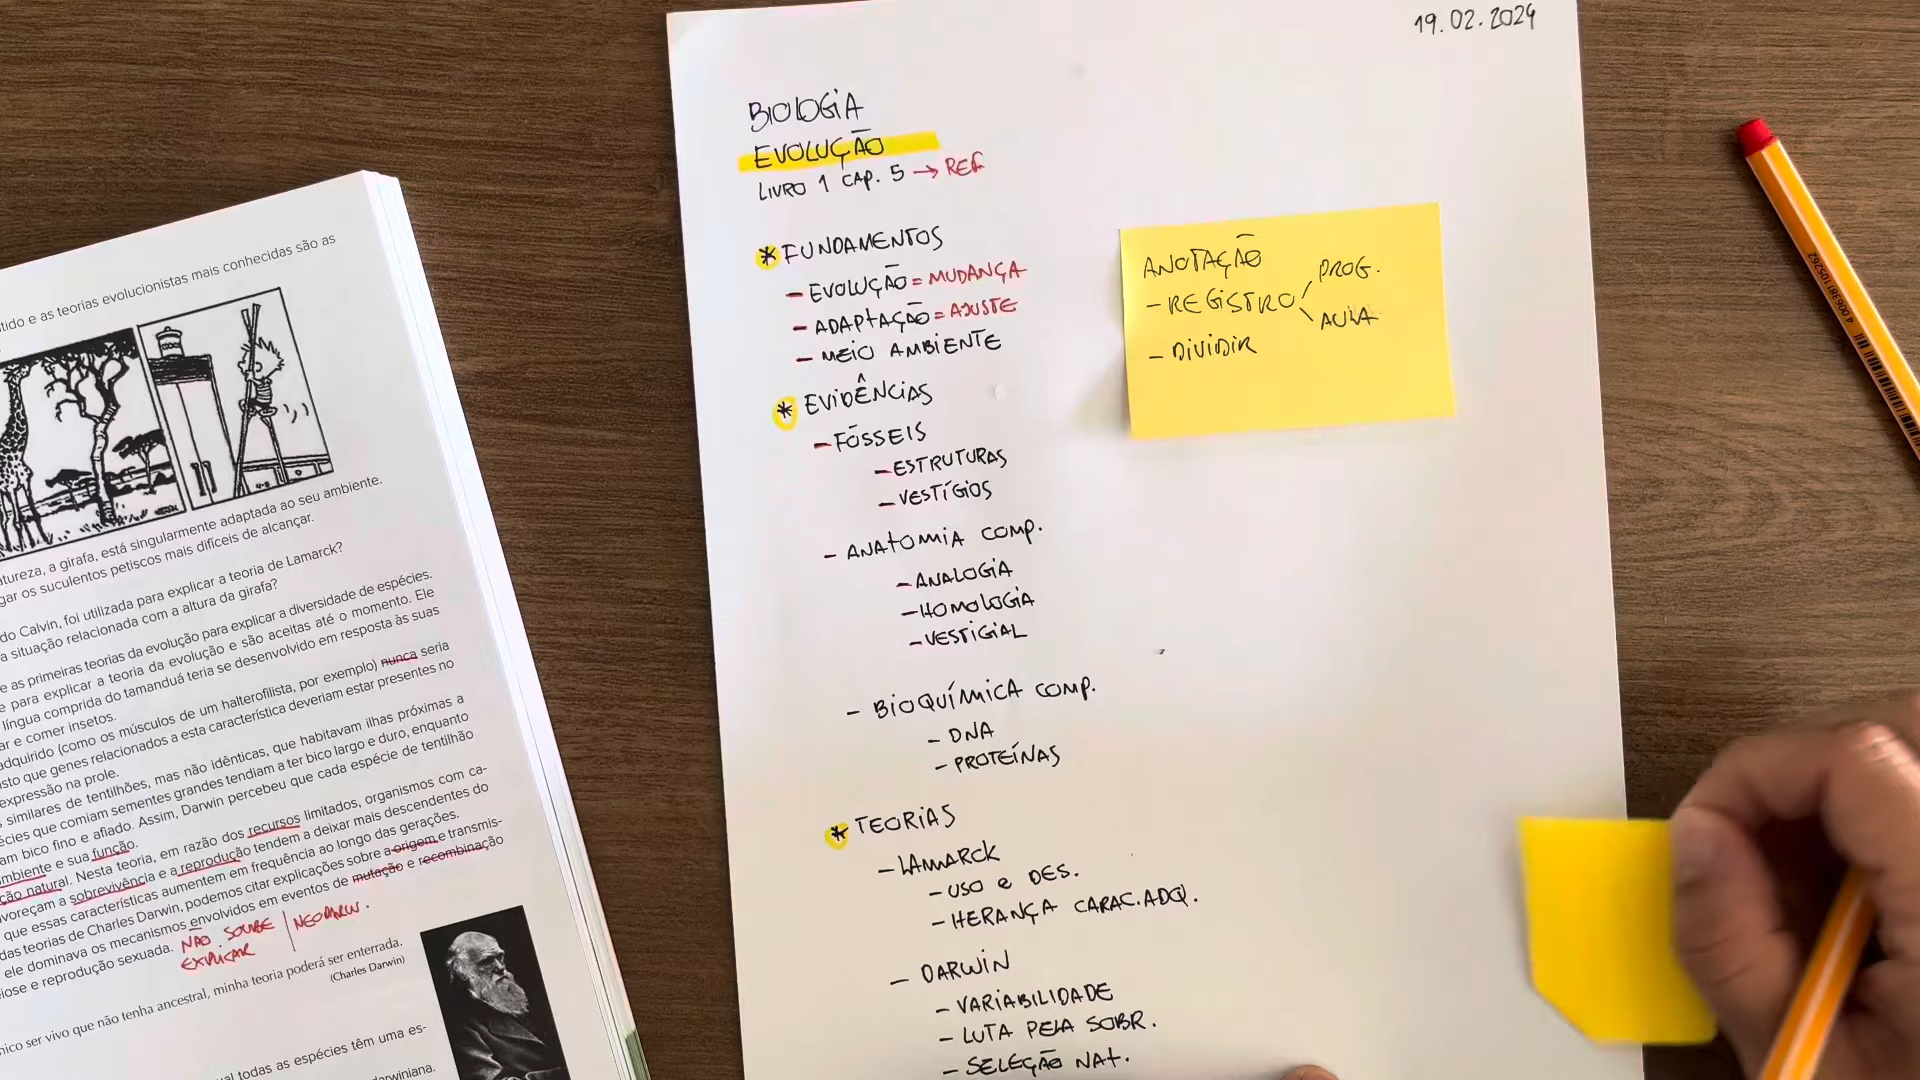 19.02.2024
BIOLOGIA
EVOLUÇÃO
LIVRO 1 CAP. 5 → REF
* FUNDAMENTOS
- EVOLUÇÃO = MUDANÇA
- ADAPTAÇÃO = AJUSTE
- MEIO AMBIENTE
* EVIDÊNCIAS
- FÓSSEIS
- ESTRUTURAS
- VESTÍGIOS
- ANATOMIA COMP.
- ANALOGIA
- HOMOLOGIA
- VESTIGIAL
- BIOQUÍMICA COMP.
- DNA
- PROTEÍNAS
* TEORIAS
- LAMARCK
- USO e DES.
- HERANÇA CARAC.ADQ.
- DARWIN
- VARIABILIDADE
- LUTA PELA SOBR.
- SELEÇÃO NAT.
ANOTAÇÃO
- REGISTRO
PROG.
AULA
- DIVIDIR
4 006381 105262
e as teorias evolucionistas mais conhecidas são as
a girafa, está singularmente adaptada ao seu ambiente.
os suculentos petiscos mais difíceis de alcançar.
do Calvin, foi utilizada para explicar a teoria de Lamarck?
a situação relacionada com a altura da girafa?
e as primeiras teorias da evolução para explicar a diversidade de espécies.
para explicar a teoria da evolução e são aceitas até o momento. Ele
língua comprida do tamanduá teria se desenvolvido em resposta às suas
ar e comer insetos.
adquirido (como os músculos de um halterofilista, por exemplo) nunca seria
que genes relacionados a esta característica deveriam estar presentes no
expressão na prole.
similares de tentilhões, mas não idênticas, que habitavam ilhas próximas a
que comiam sementes grandes tendiam a ter bico largo e duro, enquanto
bico fino e afiado. Assim, Darwin percebeu que cada espécie de tentilhão
e sua função.
natural. Nesta teoria, em razão dos recursos limitados, organismos com ca-
a sobrevivência e a reprodução tendem a deixar mais descendentes do
que essas características aumentem em frequência ao longo das gerações.
das teorias de Charles Darwin, podemos citar explicações sobre a origem e transmis-
ele dominava os mecanismos envolvidos em eventos de mutação e recombinação
e reprodução sexuada.
NÃO SOUBE EXPLICAR | NEODARW.
ser vivo que não tenha ancestral, minha teoria poderá ser enterrada.
(Charles Darwin)
todas as espécies têm uma es-